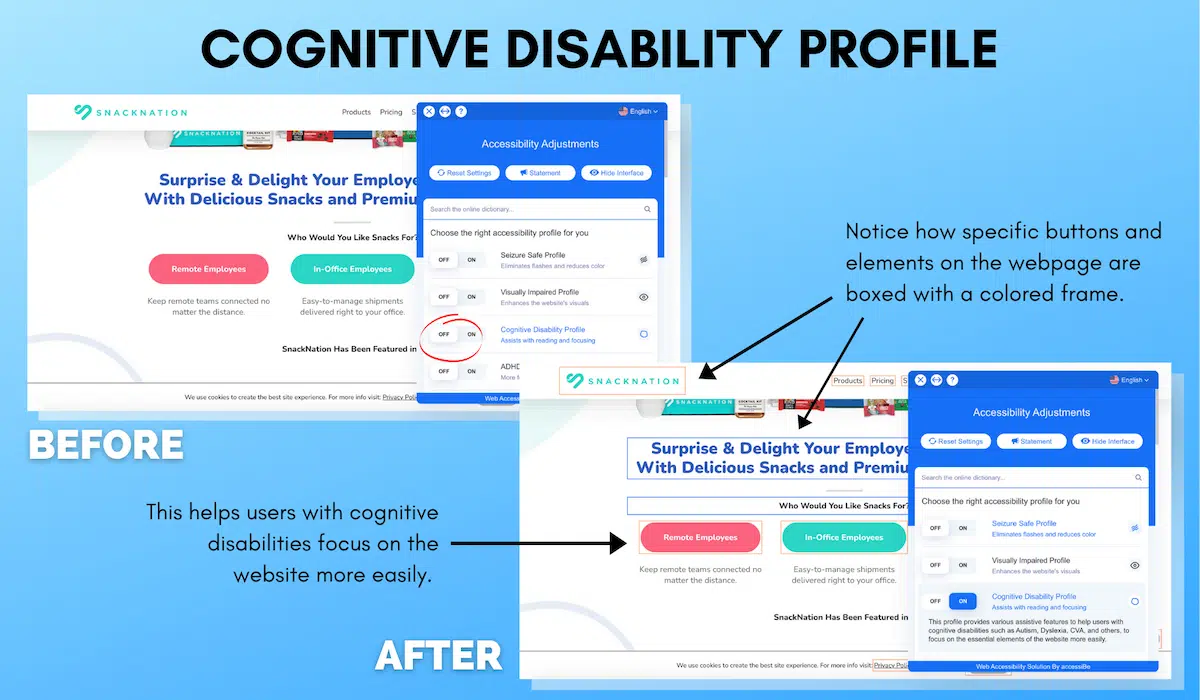 COGNITIVE DISABILITY PROFILE
SNACKNATION
Products Pricing S
English
SNACKNATION
Surprise & Delight Your Employe
With Delicious Snacks and Premiu
Who Would You Like Snacks For?
Remote Employees
In-Office Employees
Keep remote teams connected no
matter the distance.
Easy-to-manage shipments
delivered right to your office.
SnackNation Has Been Featured in
We use cookies to create the best site experience. For more info visit: Privacy Poli
?
Accessibility Adjustments
Reset Settings
Statement
Hide Interface
Search the online dictionary...
Choose the right accessibility profile for you
OFF ON
Seizure Safe Profile
Eliminates flashes and reduces color
OFF ON
Visually Impaired Profile
Enhances the website's visuals
OFF ON
Cognitive Disability Profile
Assists with reading and focusing
OFF ON
ADHD
More f
Web Access
BEFORE
Notice how specific buttons and
elements on the webpage are
boxed with a colored frame.
This helps users with cognitive
disabilities focus on the
website more easily.
SNACKNATION
Products Pricing S
English
SNACKNATION
Surprise & Delight Your Employe
With Delicious Snacks and Premiu
Who Would You Like Snacks For?
Remote Employees
In-Office Employees
Keep remote teams connected no
matter the distance.
Easy-to-manage shipments
delivered right to your office.
SnackNation Has Been Featured in
We use cookies to create the best site experience. For more info visit: Privacy Poli
?
Accessibility Adjustments
Reset Settings
Statement
Hide Interface
Search the online dictionary...
Choose the right accessibility profile for you
OFF ON
Seizure Safe Profile
Eliminates flashes and reduces color
OFF ON
Visually Impaired Profile
Enhances the website's visuals
OFF ON
Cognitive Disability Profile
Assists with reading and focusing
This profile provides various assistive features to help users with
cognitive disabilities such as Autism, Dyslexia, CVA, and others, to
focus on the essential elements of the website more easily.
Web Accessibility Solution By accessiBe
AFTER